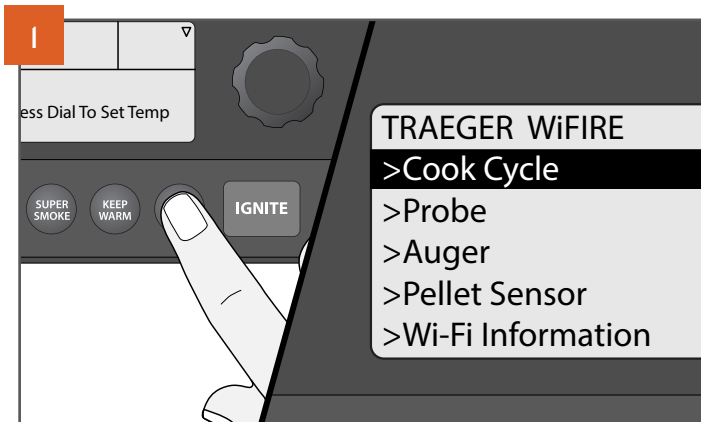 1
ess Dial To Set Temp
SUPER
SMOKE
KEEP
WARM
IGNITE
TRAEGER WiFIRE
>Cook Cycle
>Probe
>Auger
>Pellet Sensor
>Wi-Fi Information